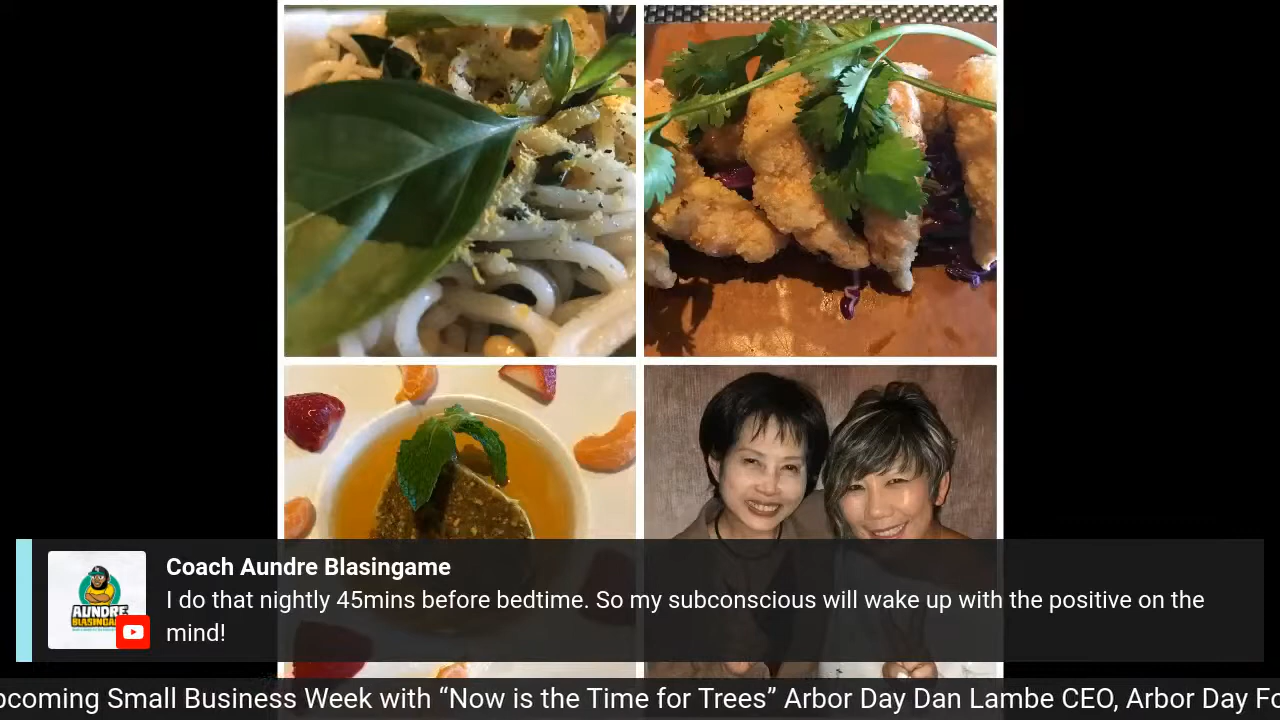 Coach Aundre Blasingame
I do that nightly 45mins before bedtime. So my subconscious will wake up with the positive on the
mind!
AUNDRE
pcoming Small Business Week with “Now is the Time for Trees” Arbor Day Dan Lambe CEO, Arbor Day Fo